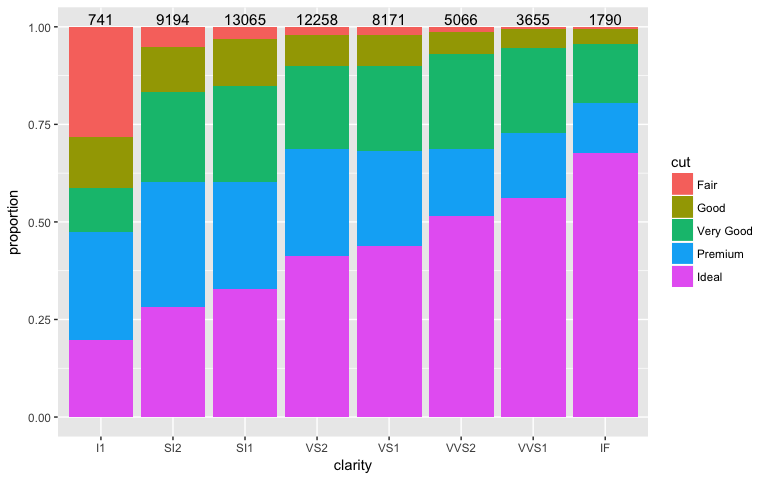 741 9194 13065 12258 8171 5066 3655 1790
1.00
0.75
0.50
0.25
0.00
proportion
I1 SI2 SI1 VS2 VS1 VVS2 VVS1 IF
clarity
cut
Fair
Good
Very Good
Premium
Ideal